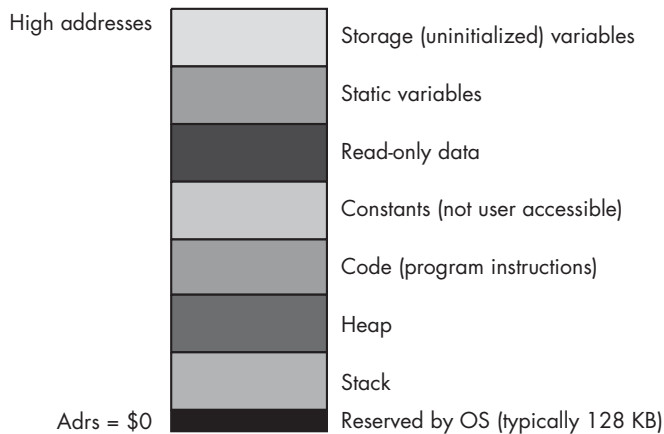 High addresses
Storage (uninitialized) variables
Static variables
Read-only data
Constants (not user accessible)
Code (program instructions)
Heap
Stack
Adrs = $0
Reserved by OS (typically 128 KB)